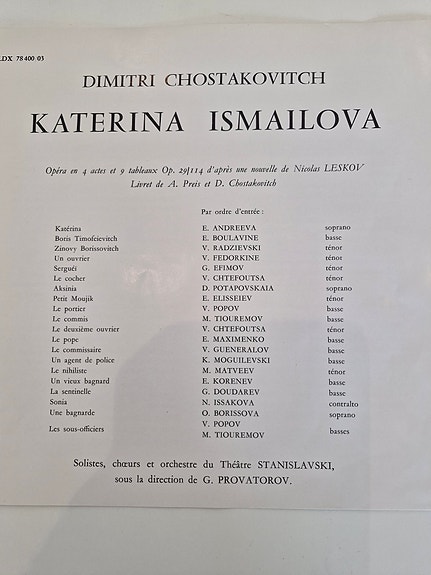 LDX 78 400 03
DIMITRI CHOSTAKOVITCH
KATERINA ISMAILOVA
Opéra en 4 actes et 9 tableaux Op. 29/114 d'après une nouvelle de Nicolas LESKOV
Livret de A. Preis et D. Chostakovitch
Par ordre d'entrée :
Katérina E. ANDREEVA soprano
Boris Timofeievitch E. BOULAVINE basse
Zinovy Borissovitch V. RADZIEVSKI ténor
Un ouvrier V. FEDORKINE ténor
Serguéi G. EFIMOV ténor
Le cocher V. CHTEFOUTSA ténor
Aksinia D. POTAPOVSKAIA soprano
Petit Moujik E. ELISSEIEV ténor
Le portier V. POPOV basse
Le commis M. TIOUREMOV basse
Le deuxième ouvrier V. CHTEFOUTSA ténor
Le pope E. MAXIMENKO basse
Le commissaire V. GUENERALOV basse
Un agent de police K. MOGUILEVSKI basse
Le nihiliste M. MATVEEV ténor
Un vieux bagnard E. KORENEV basse
La sentinelle G. DOUDAREV basse
Sonia N. ISSAKOVA contralto
Une bagnarde O. BORISSOVA soprano
Les sous-officiers V. POPOV basses
M. TIOUREMOV
Solistes, chœurs et orchestre du Théâtre STANISLAVSKI,
sous la direction de G. PROVATOROV.